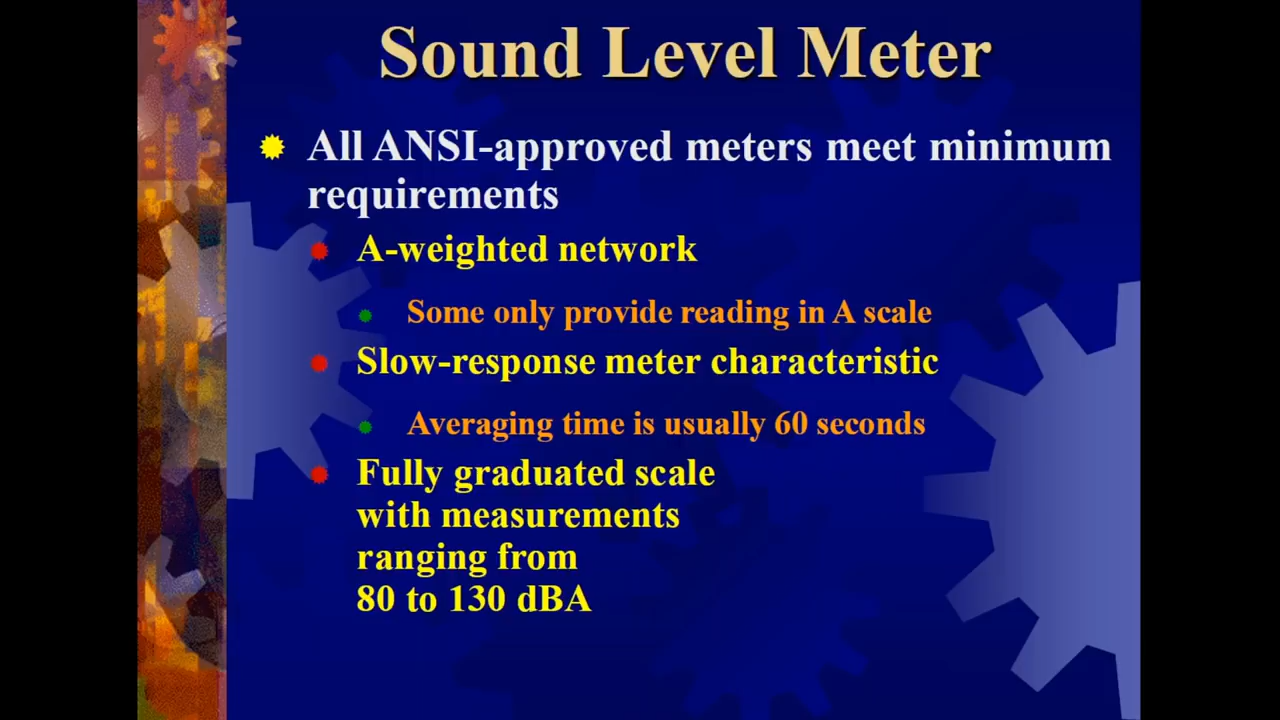 Sound Level Meter
All ANSI-approved meters meet minimum
requirements
A-weighted network
Some only provide reading in A scale
Slow-response meter characteristic
Averaging time is usually 60 seconds
Fully graduated scale
with measurements
ranging from
80 to 130 dBA